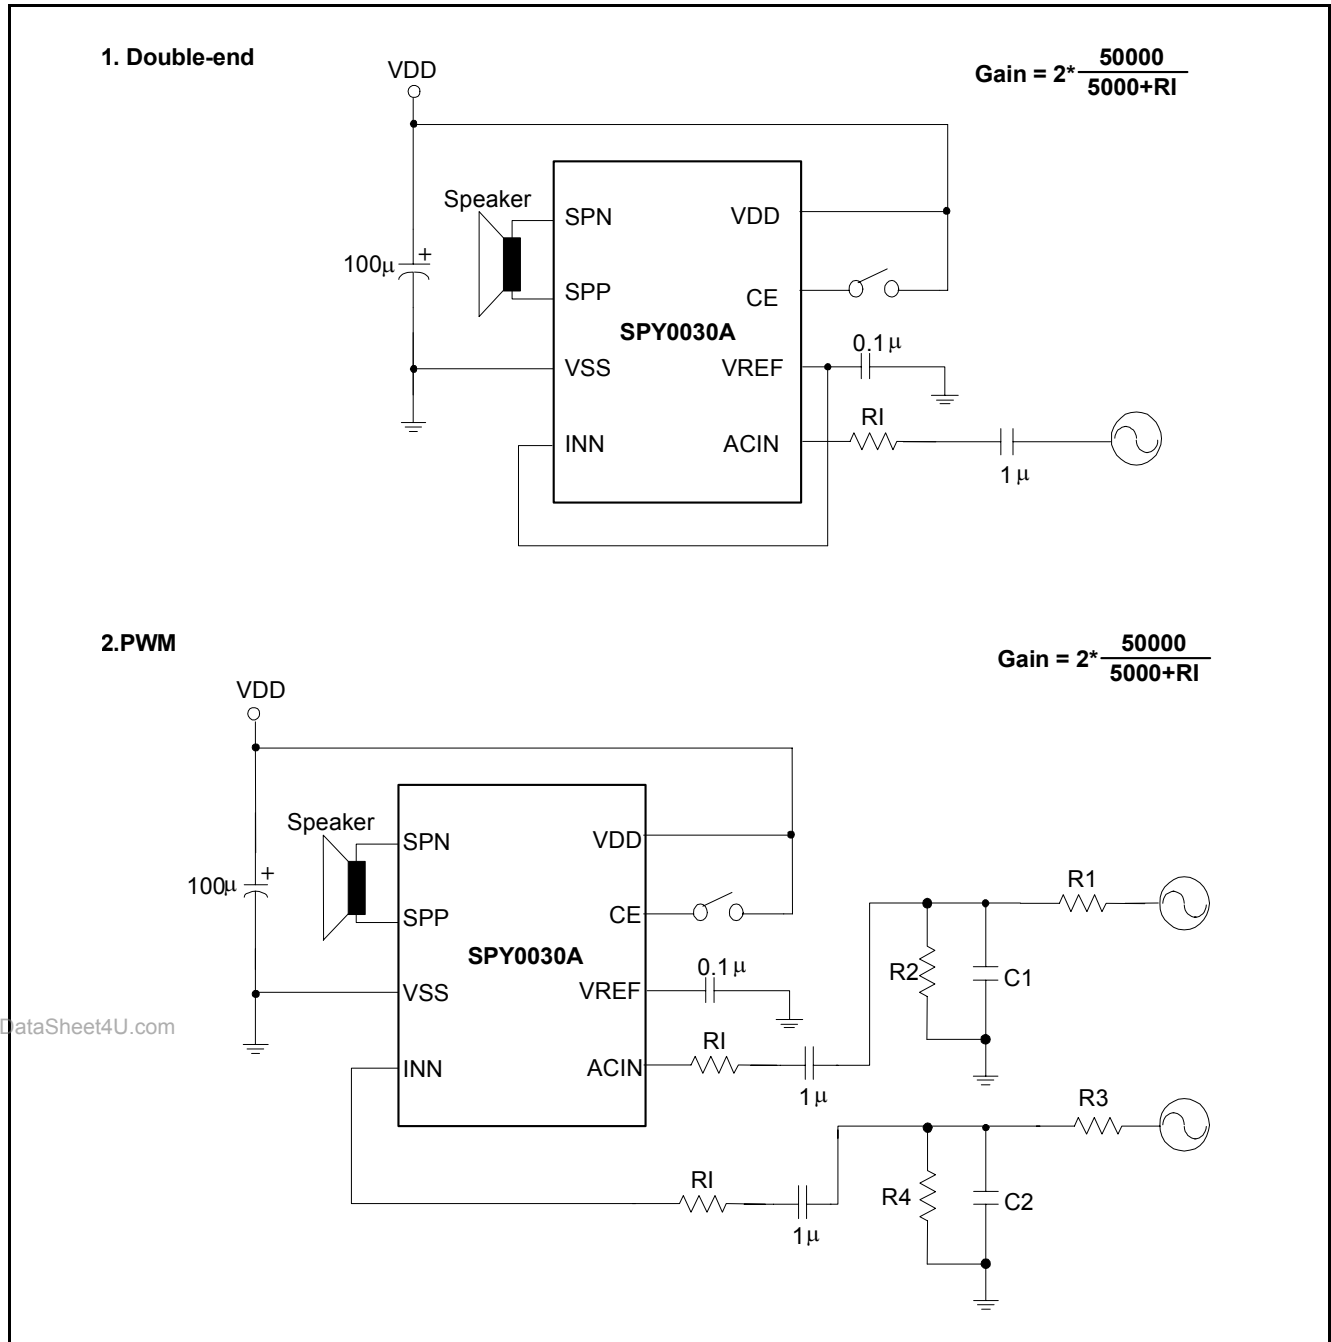 1. Double-end
Gain = 2* 50000
5000+RI
VDD
Speaker
100μ
+
SPN
SPP
VSS
INN
SPY0030A
VDD
CE
VREF
ACIN
0.1μ
RI
1μ
2.PWM
Gain = 2* 50000
5000+RI
VDD
Speaker
100μ
+
SPN
SPP
VSS
INN
SPY0030A
VDD
CE
VREF
ACIN
0.1μ
RI
1μ
R1
R2
C1
RI
1μ
R3
R4
C2
DataSheet4U.com